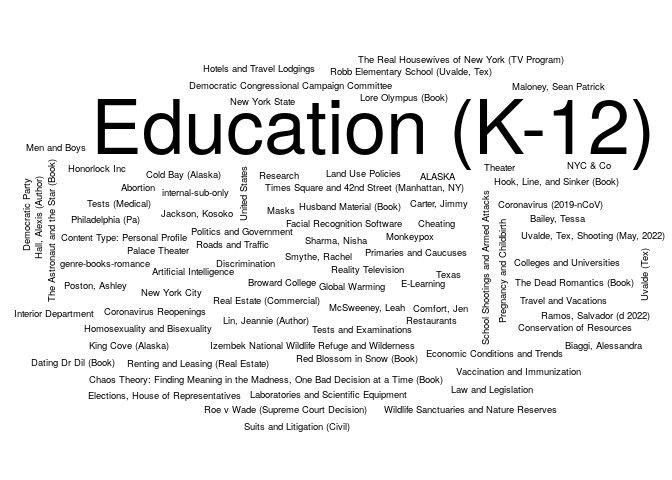 The Real Housewives of New York (TV Program)
Hotels and Travel Lodgings
Robb Elementary School (Uvalde, Tex)
Democratic Congressional Campaign Committee
Maloney, Sean Patrick
New York State
Lore Olympus (Book)
Education (K-12)
Men and Boys
Honorlock Inc
Cold Bay (Alaska)
United States
Research
Land Use Policies
ALASKA
Theater
NYC & Co
Democratic Party
Hall, Alexis (Author)
The Astronaut and the Star (Book)
Abortion
internal-sub-only
Times Square and 42nd Street (Manhattan, NY)
Hook, Line, and Sinker (Book)
Tests (Medical)
Jackson, Kosoko
Masks
Husband Material (Book)
Carter, Jimmy
Coronavirus (2019-nCoV)
Philadelphia (Pa)
Facial Recognition Software
Cheating
School Shootings and Armed Attacks
Pregnancy and Childbirth
Bailey, Tessa
Content Type: Personal Profile
Politics and Government
Sharma, Nisha
Monkeypox
Uvalde, Tex, Shooting (May, 2022)
Palace Theater
Roads and Traffic
Smythe, Rachel
Primaries and Caucuses
genre-books-romance
Artificial Intelligence
Discrimination
Reality Television
Texas
Colleges and Universities
Uvalde (Tex)
Poston, Ashley
New York City
Broward College
Global Warming
E-Learning
The Dead Romantics (Book)
Real Estate (Commercial)
Travel and Vacations
Interior Department
Coronavirus Reopenings
McSweeney, Leah
Comfort, Jen
Ramos, Salvador (d 2022)
Lin, Jeannie (Author)
Restaurants
Homosexuality and Bisexuality
Tests and Examinations
Conservation of Resources
King Cove (Alaska)
Izembek National Wildlife Refuge and Wilderness
Biaggi, Alessandra
Dating Dr Dil (Book)
Renting and Leasing (Real Estate)
Red Blossom in Snow (Book)
Economic Conditions and Trends
Vaccination and Immunization
Chaos Theory: Finding Meaning in the Madness, One Bad Decision at a Time (Book)
Elections, House of Representatives
Laboratories and Scientific Equipment
Law and Legislation
Roe v Wade (Supreme Court Decision)
Wildlife Sanctuaries and Nature Reserves
Suits and Litigation (Civil)